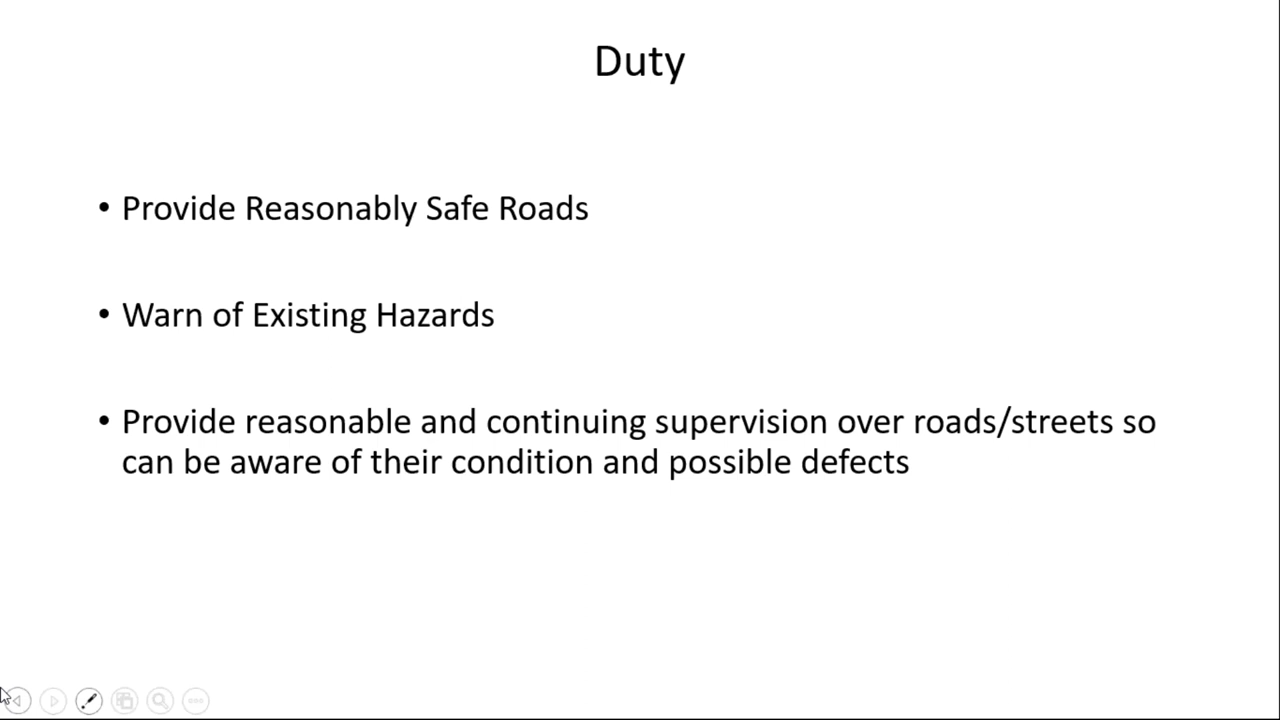 Duty
• Provide Reasonably Safe Roads
• Warn of Existing Hazards
• Provide reasonable and continuing supervision over roads/streets so
can be aware of their condition and possible defects